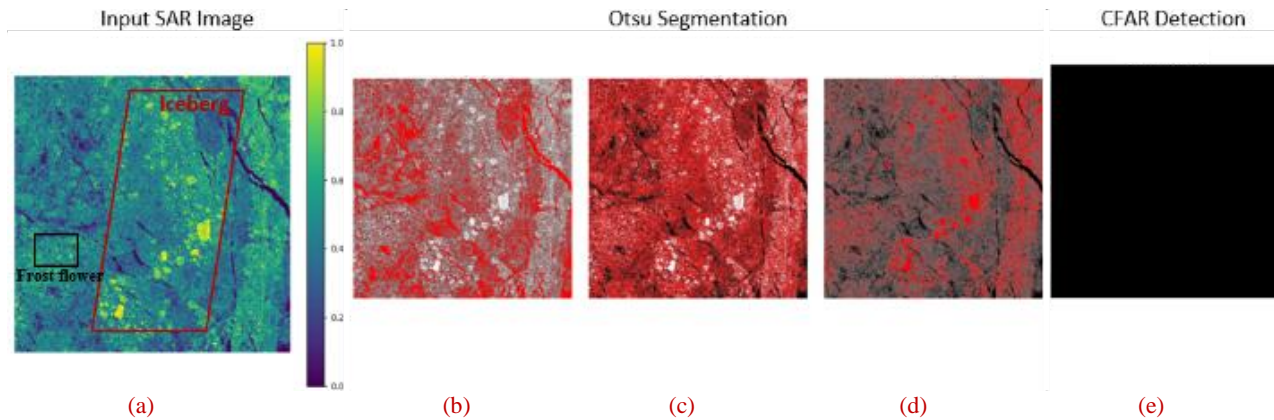 Input SAR Image
Otsu Segmentation
CFAR Detection
Iceberg
Frost flower
1.0
0.8
0.6
0.4
0.2
0.0
(a)
(b)
(c)
(d)
(e)